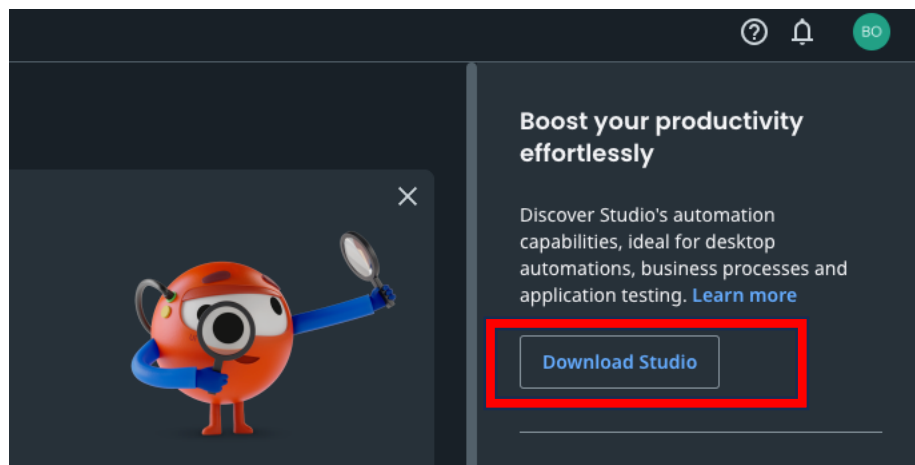 BO
Boost your productivity
effortlessly
Discover Studio's automation
capabilities, ideal for desktop
automations, business processes and
application testing. Learn more
Download Studio